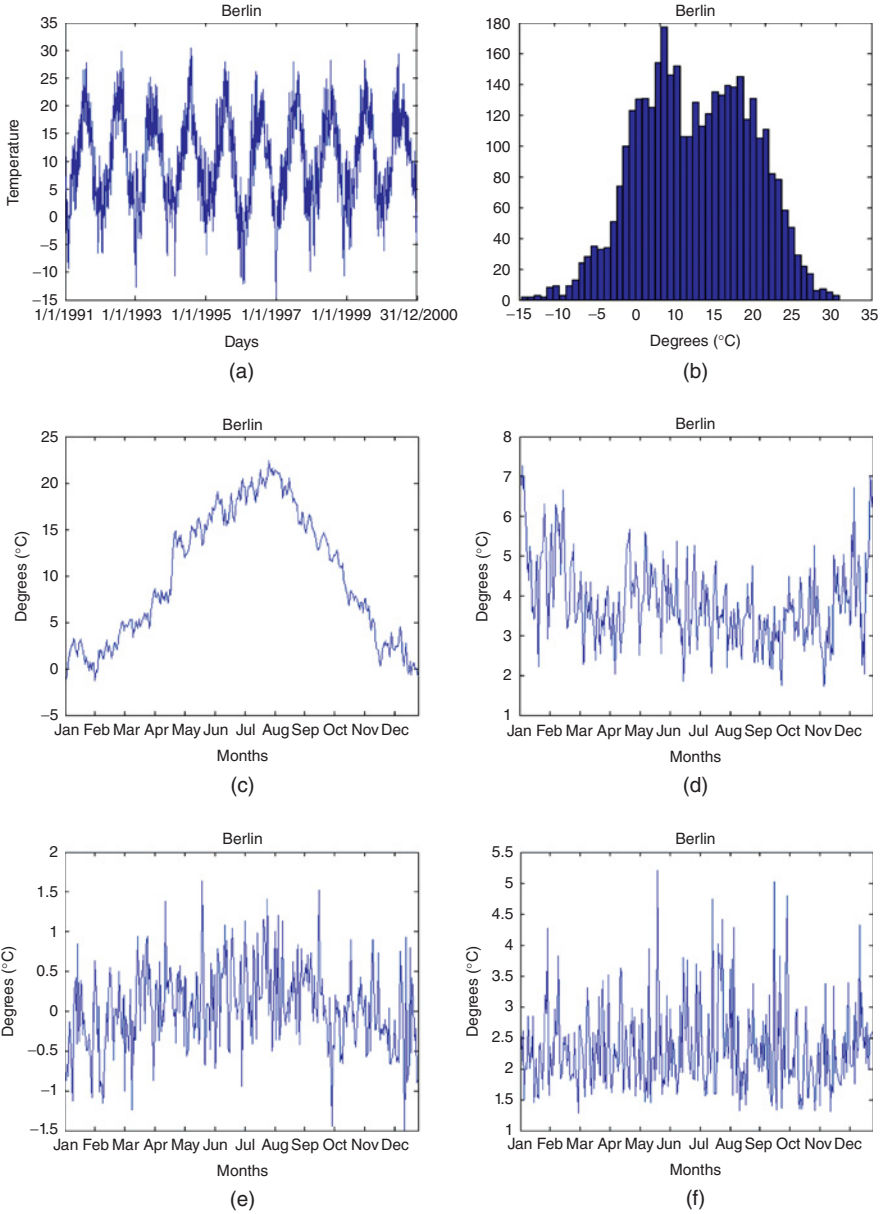 Berlin
35
30
25
20
15
10
5
0
−5
−10
−15
Temperature
1/1/1991 1/1/1993 1/1/1995 1/1/1997 1/1/1999 31/12/2000
Days
(a)
Berlin
180
160
140
120
100
80
60
40
20
0
−15 −10 −5 0 10 15 20 25 30 35
Degrees (°C)
(b)
Berlin
25
20
15
10
5
0
−5
Degrees (°C)
Jan Feb Mar Apr May Jun Jul Aug Sep Oct Nov Dec
Months
(c)
Berlin
8
7
6
5
4
3
2
1
Degrees (°C)
Jan Feb Mar Apr May Jun Jul Aug Sep Oct Nov Dec
Months
(d)
Berlin
2
1.5
1
0.5
0
−0.5
−1
−1.5
Degrees (°C)
Jan Feb Mar Apr May Jun Jul Aug Sep Oct Nov Dec
Months
(e)
Berlin
5.5
5
4.5
4
3.5
3
2.5
2
1.5
1
Degrees (°C)
Jan Feb Mar Apr May Jun Jul Aug Sep Oct Nov Dec
Months
(f)